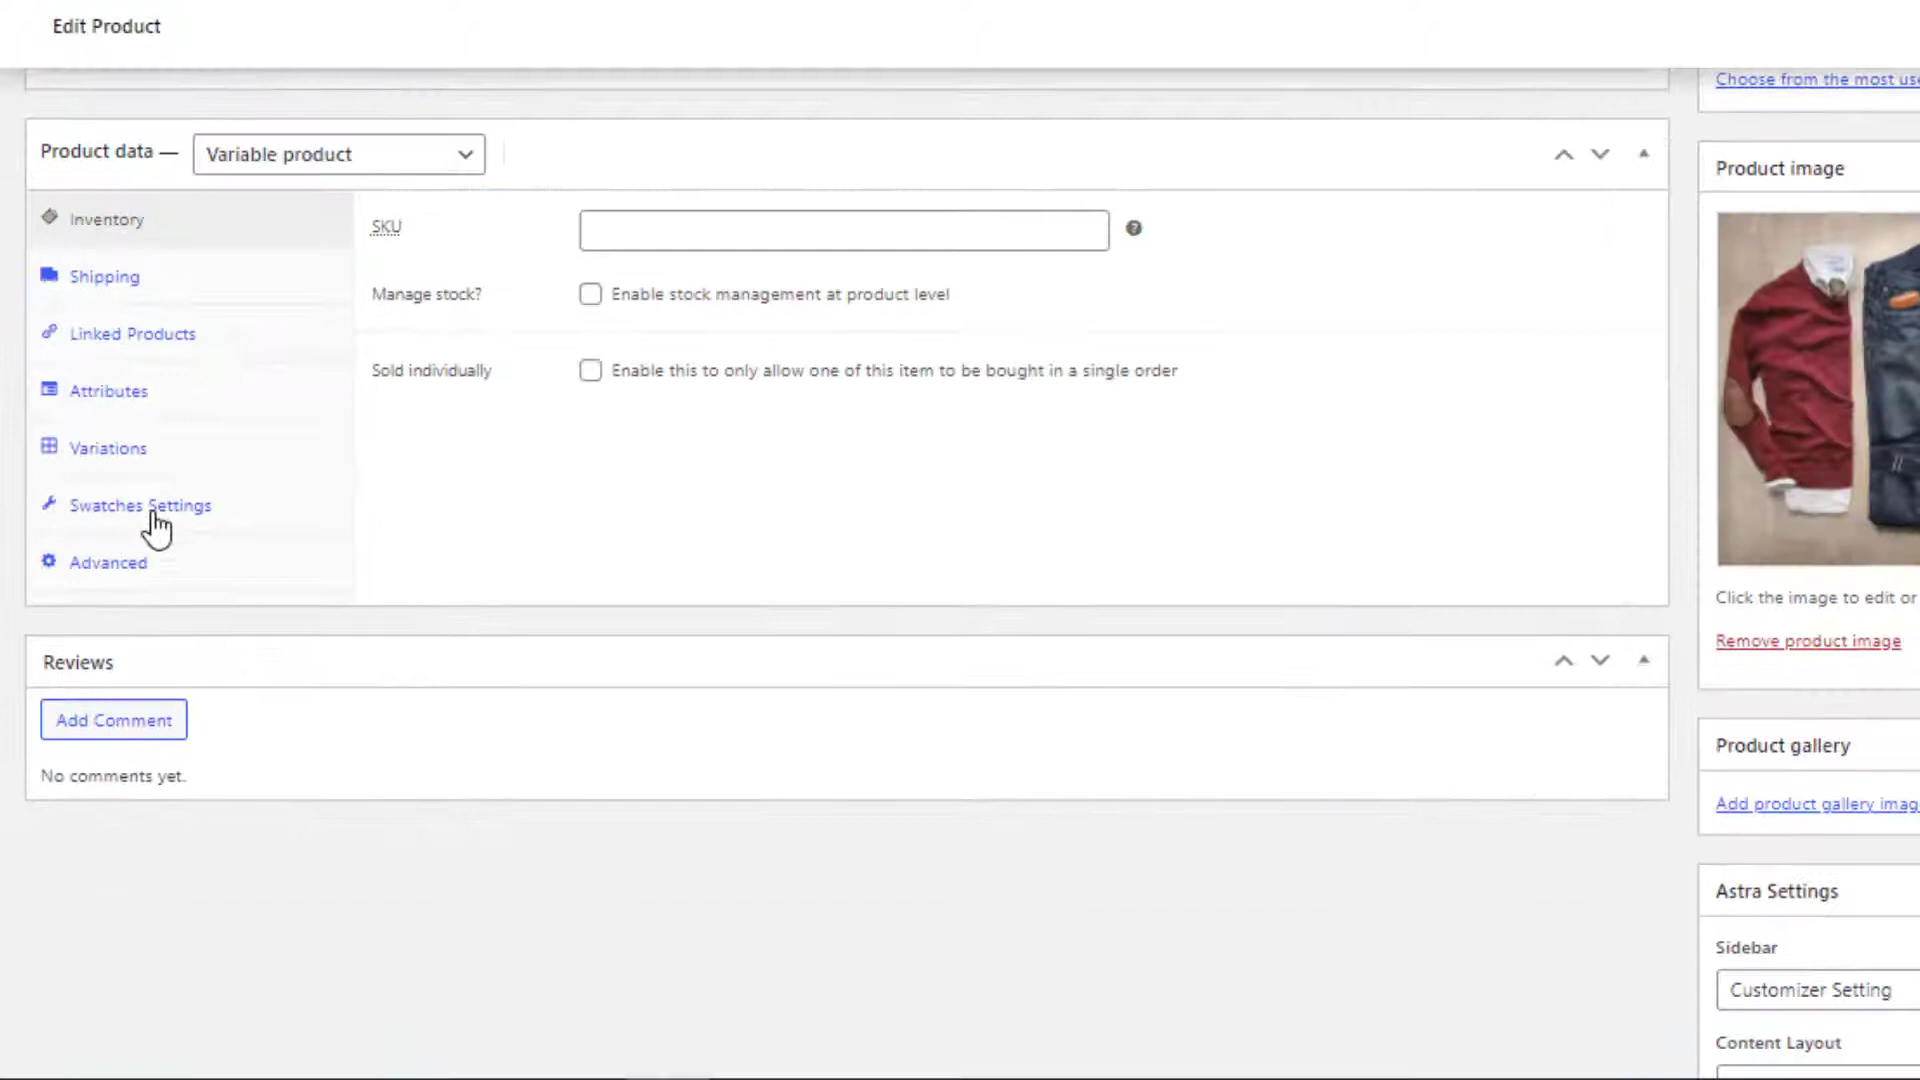 Edit Product
Choose from the most
Product data —
Variable product
Inventory
Shipping
Linked Products
Attributes
Variations
Swatches Settings
Advanced
SKU
Manage stock?
Enable stock management at product level
Sold individually
Enable this to only allow one of this item to be bought in a single order
Reviews
Add Comment
No comments yet.
Product image
Click the image to edit or
Remove product image
Product gallery
Add product gallery
Astra Settings
Sidebar
Customizer Setting
Content Layout